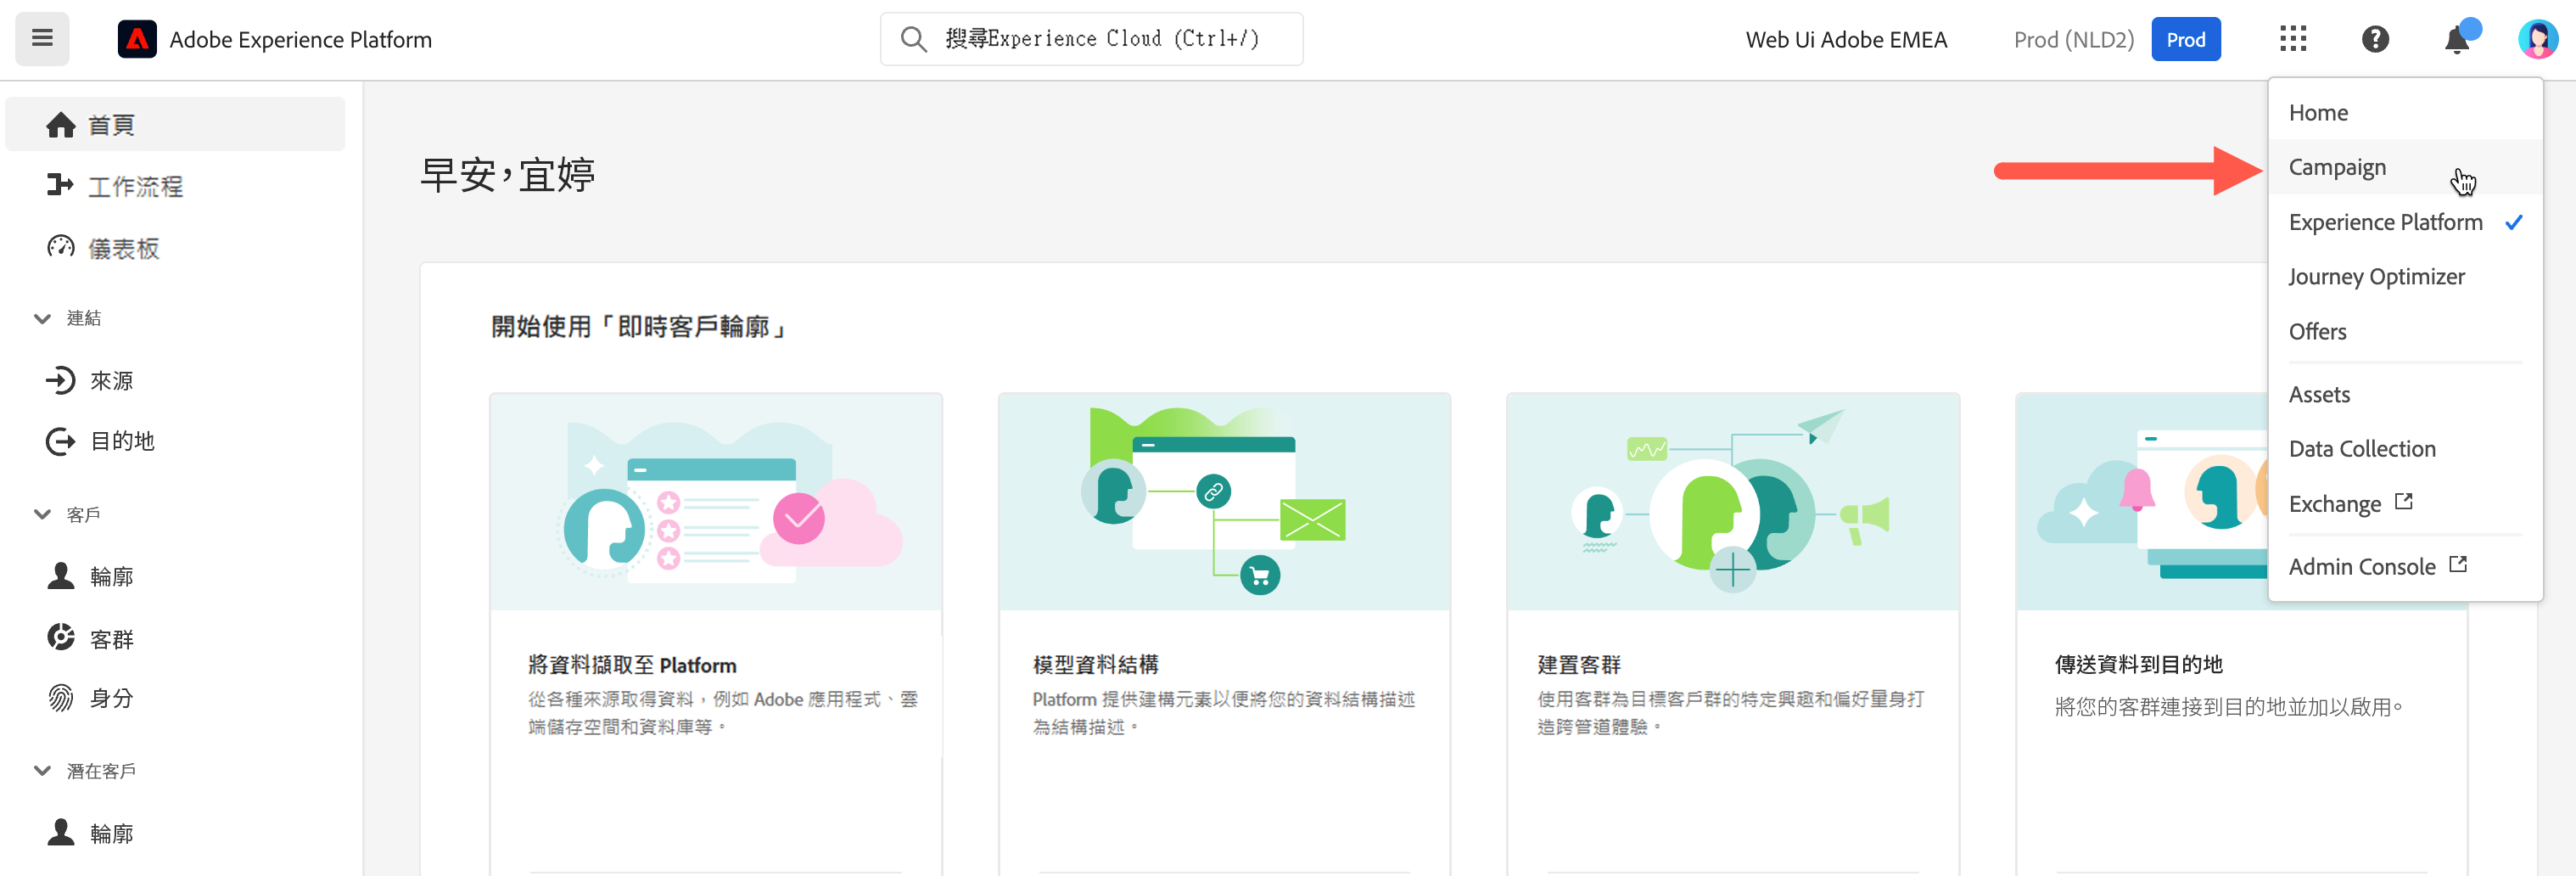 Adobe Experience Platform
搜尋Experience Cloud (Ctrl+/)
Web Ui Adobe EMEA
Prod (NLD2)
Prod
首頁
工作流程
儀表板
連結
來源
目的地
客戶
輪廓
客群
身分
潛在客戶
輪廓
早安，宜婷
開始使用「即時客戶輪廓」
將資料擷取至 Platform
從各種來源取得資料，例如 Adobe 應用程式、雲
端儲存空間和資料庫等。
模型資料結構
Platform 提供建構元素以便將您的資料結構描述
為結構描述。
建置客群
使用客群為目標客戶群的特定興趣和偏好量身打
造跨管道體驗。
傳送資料到目的地
將您的客群連接到目的地並加以啟用。
Home
Campaign
Experience Platform
Journey Optimizer
Offers
Assets
Data Collection
Exchange
Admin Console